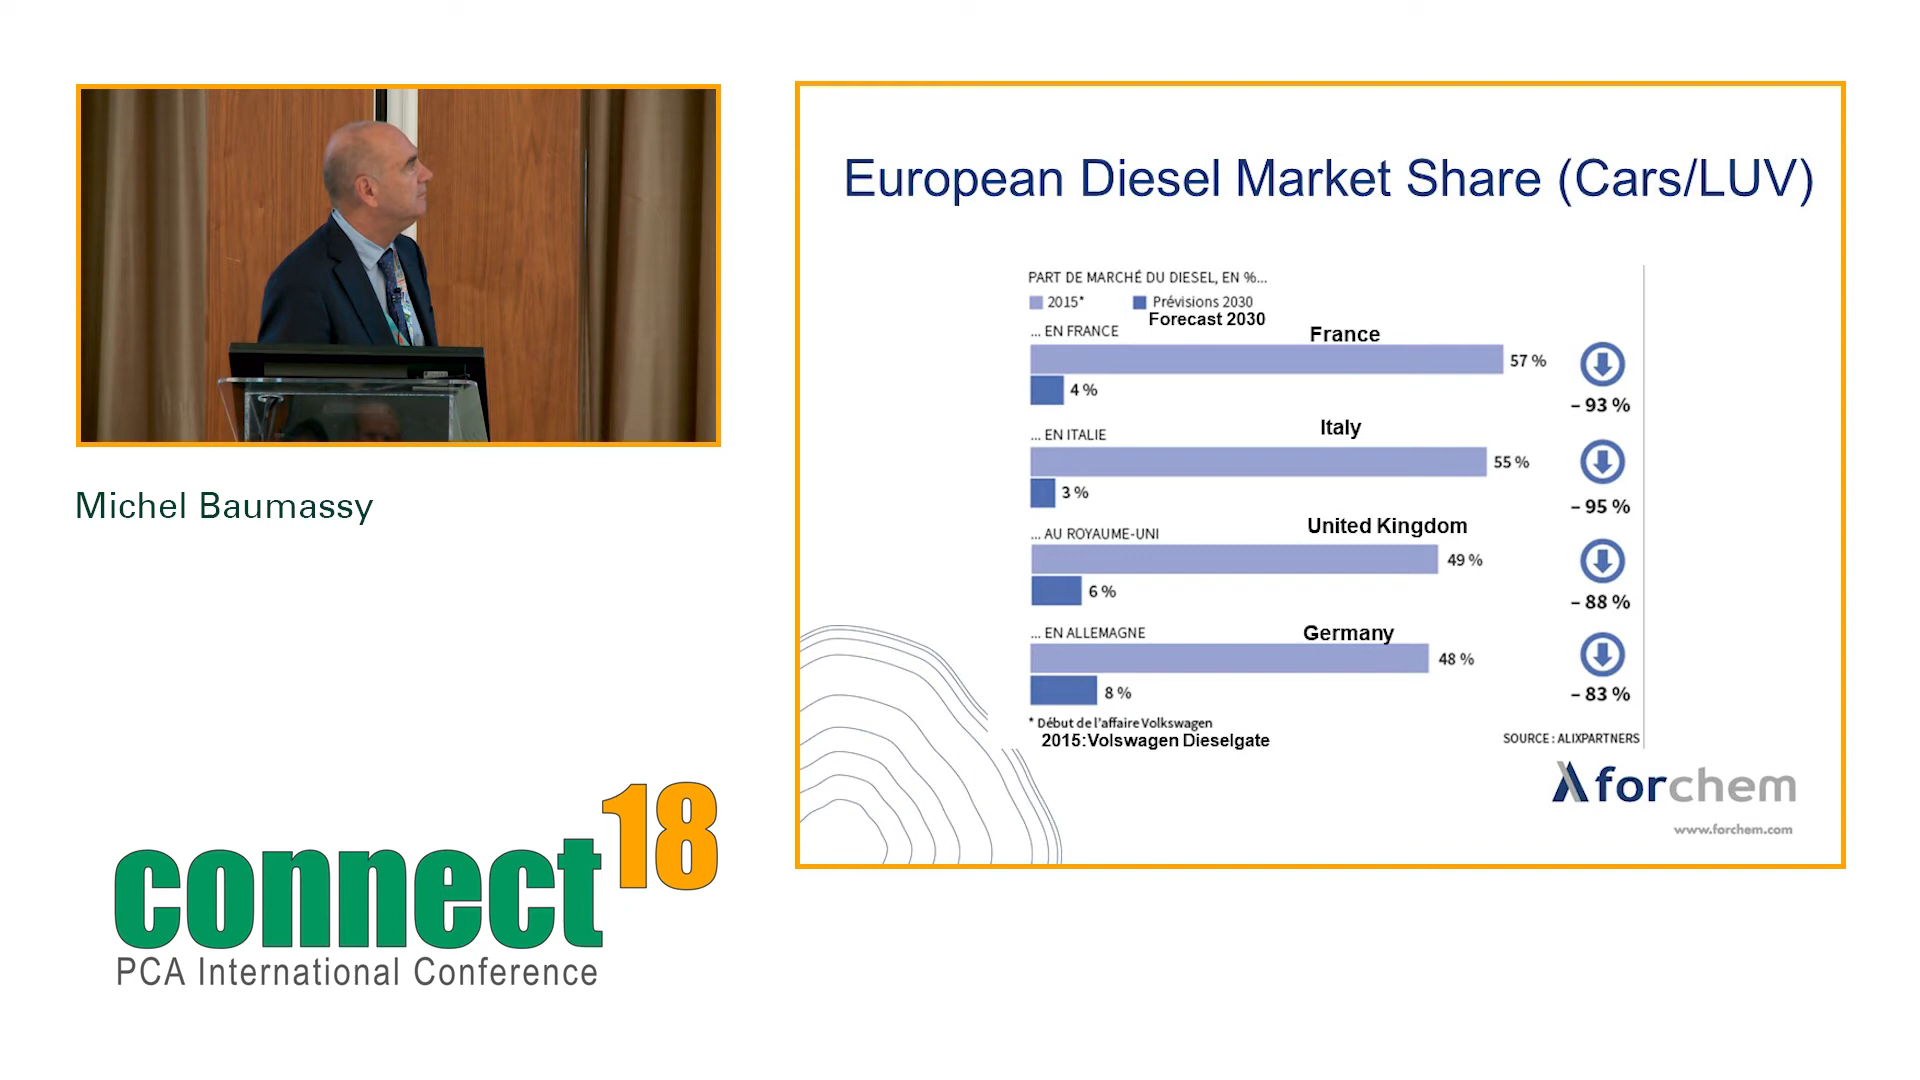 Michel Baumassy
connect18
PCA International Conference
European Diesel Market Share (Cars/LUV)
PART DE MARCHÉ DU DIESEL, EN %...
2015*
Prévisions 2030
Forecast 2030
... EN FRANCE
France
57 %
4 %
– 93 %
... EN ITALIE
Italy
55 %
3 %
– 95 %
... AU ROYAUME-UNI
United Kingdom
49 %
6 %
– 88 %
... EN ALLEMAGNE
Germany
48 %
8 %
– 83 %
* Début de l'affaire Volkswagen
2015:Volswagen Dieselgate
SOURCE : ALIXPARTNERS
forchem
www.forchem.com